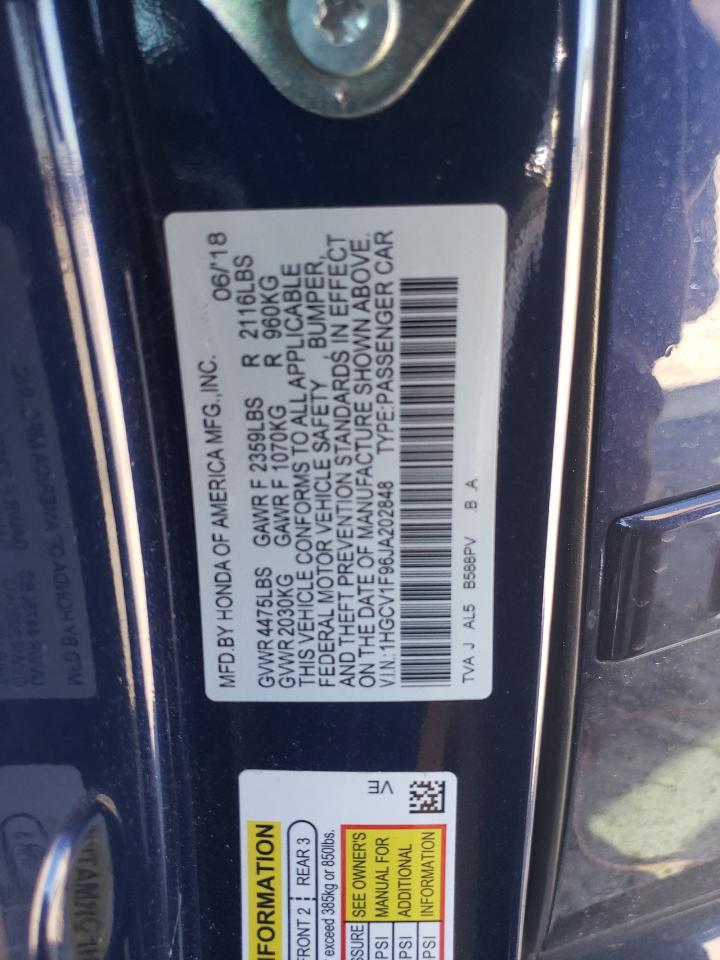 MFD.BY HONDA OF AMERICA MFG.,INC. 06/'18
GVWR 4475LBS GAWR F 2359LBS R 2116LBS
GVWR 2030KG GAWR F 1070KG R 960KG
THIS VEHICLE CONFORMS TO ALL APPLICABLE
FEDERAL MOTOR VEHICLE SAFETY, BUMPER,
AND THEFT PREVENTION STANDARDS IN EFFECT
ON THE DATE OF MANUFACTURE SHOWN ABOVE.
V.I.N.:1HGCV1F96JA202848 TYPE:PASSENGER CAR
TVA J AL5 B588PV .B .A
FORMATION
FRONT 2 REAR 3
exceed 385kg or 850lbs.
SSURE SEE OWNER'S
PSI MANUAL FOR
PSI ADDITIONAL
PSI INFORMATION
VE